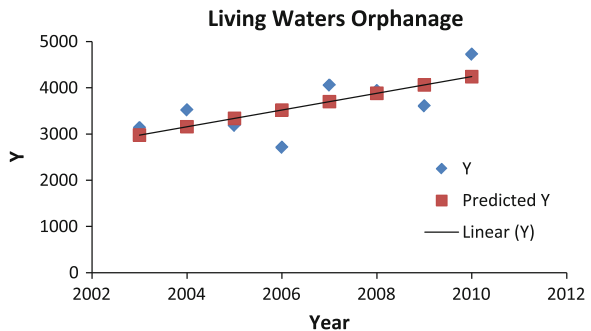 Living Waters Orphanage
5000
4000
3000
2000
1000
0
Y
2002 2004 2006 2008 2010 2012
Year
Y
Predicted Y
Linear (Y)